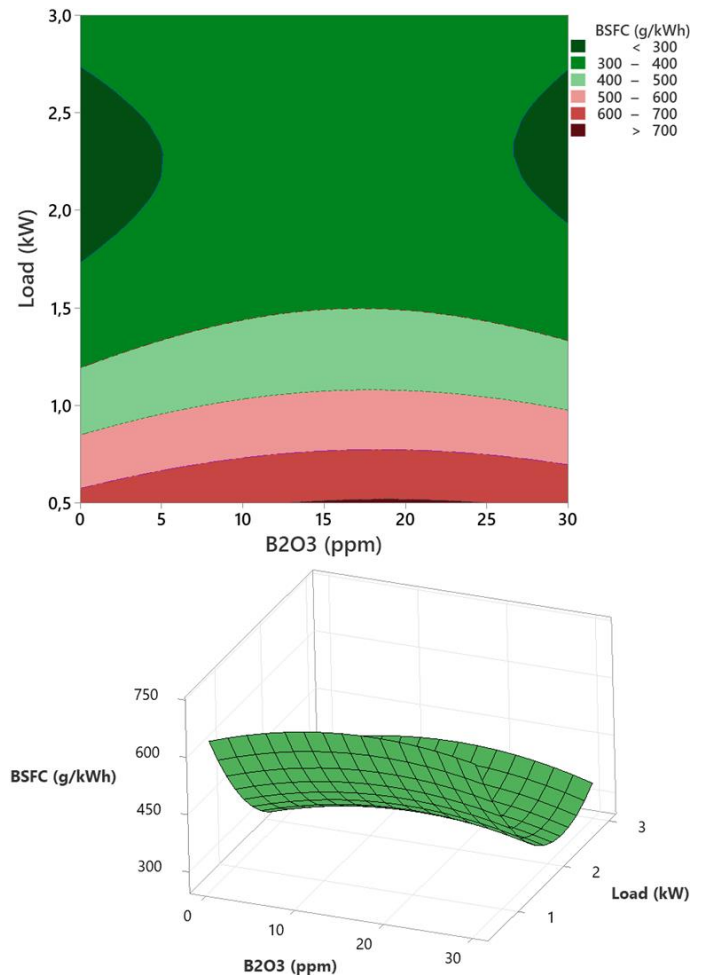 BSFC (g/kWh)
< 300
300 – 400
400 – 500
500 – 600
600 – 700
> 700
3,0
2,5
2,0
1,5
1,0
0,5
Load (kW)
0 5 10 15 20 25 30
B2O3 (ppm)
750
600
450
300
BSFC (g/kWh)
0 10 20 30
B2O3 (ppm)
1 2 3
Load (kW)